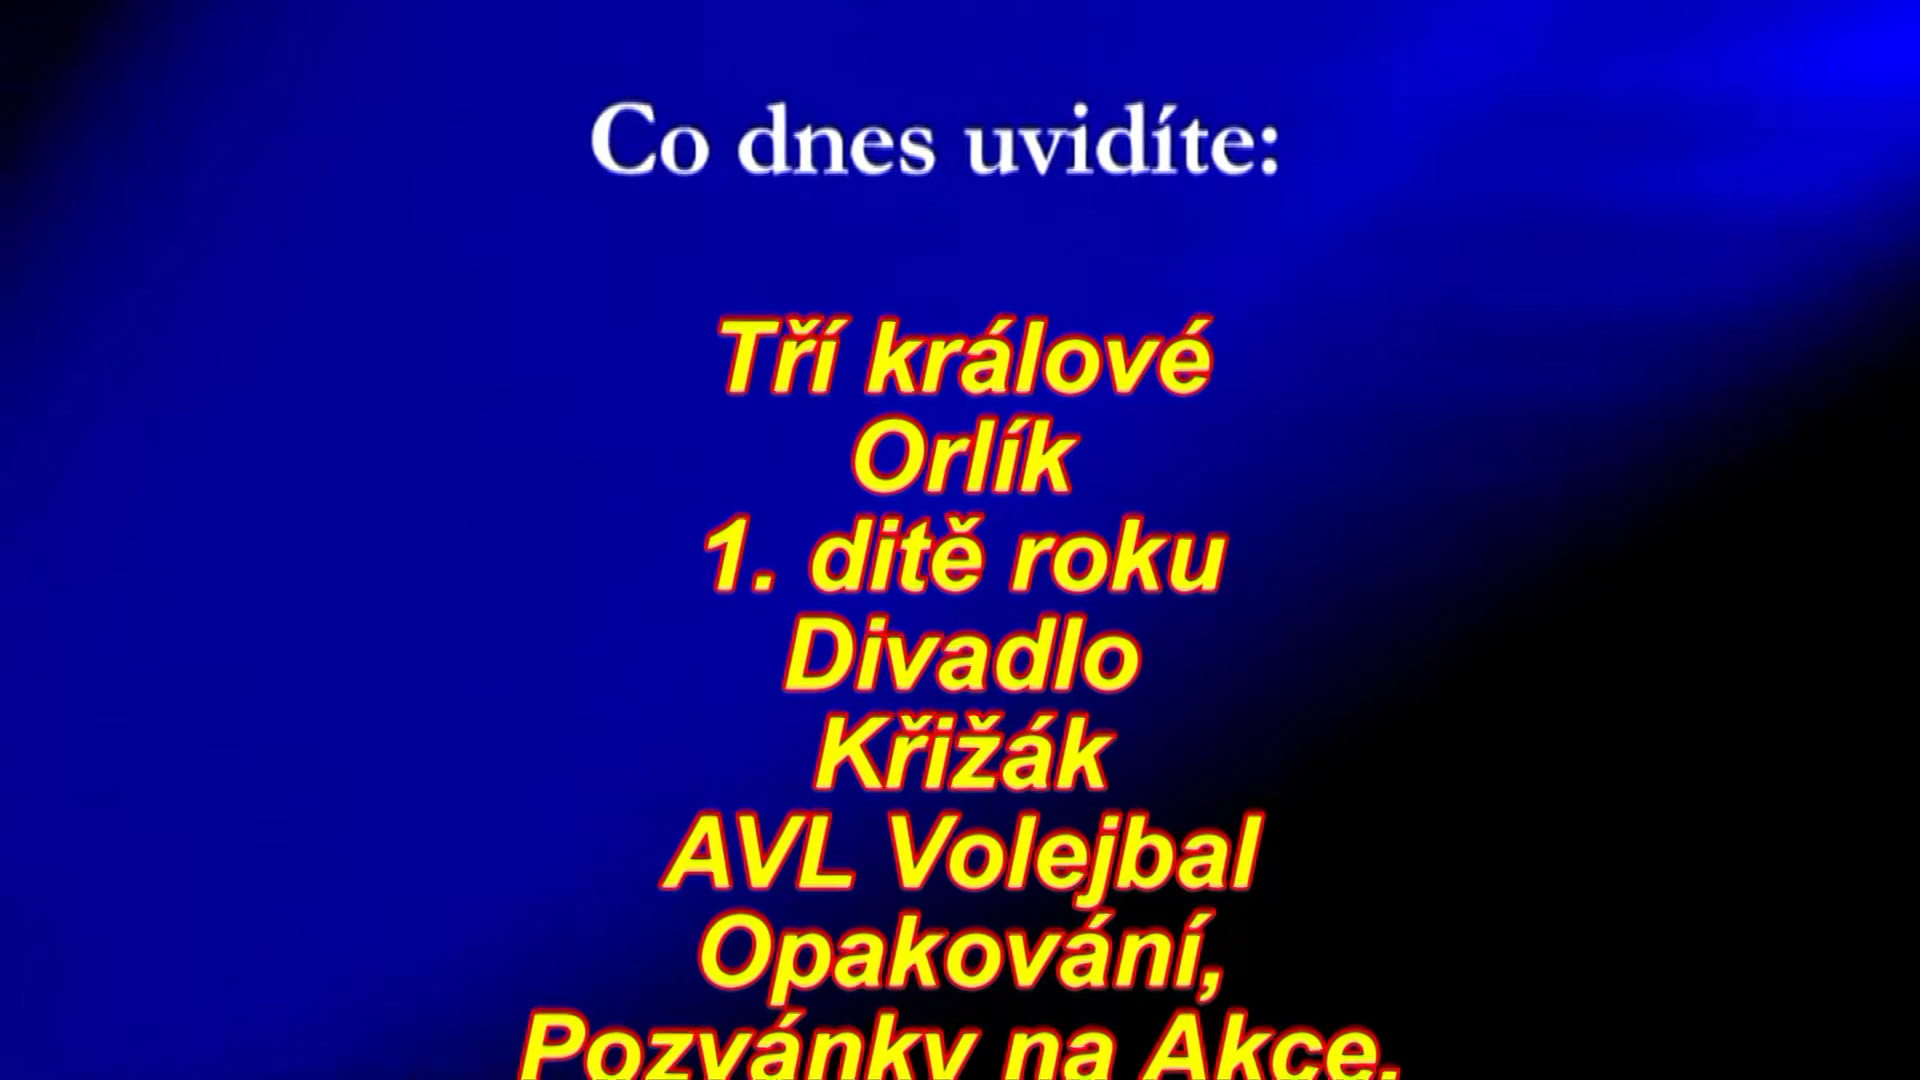 Co dnes uvidíte:
Tří králové
Orlík
1. ditě roku
Divadlo
Křižák
AVL Volejbal
Opakování,
Pozvánky na Akce,